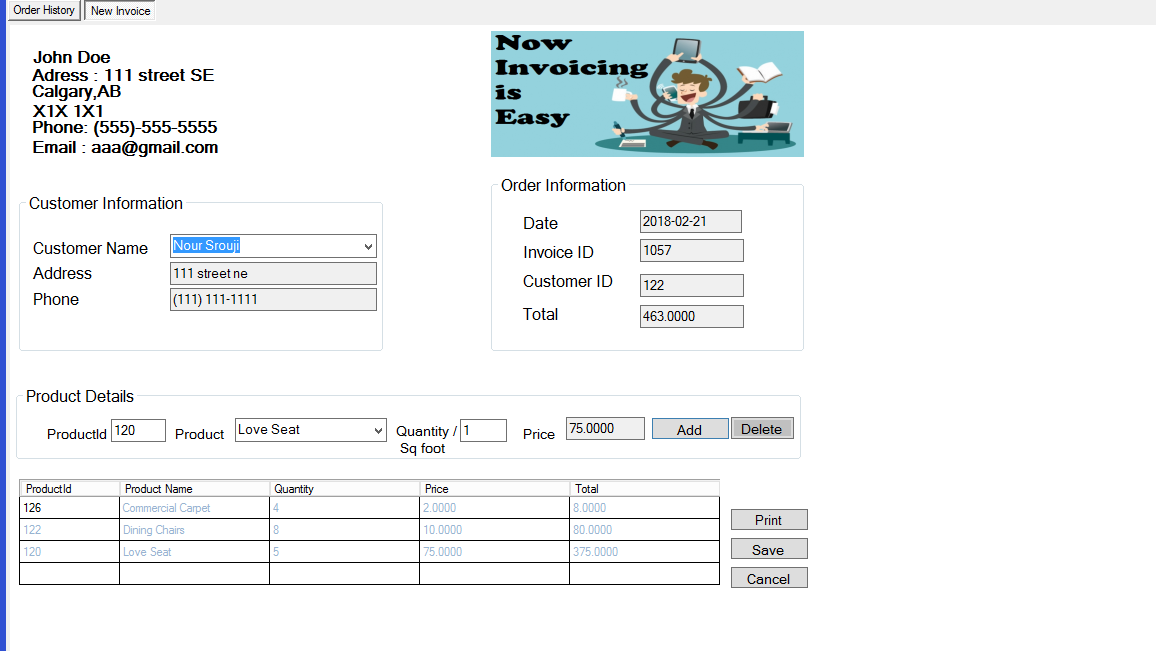 Order History
New Invoice
John Doe
Adress : 111 street SE
Calgary,AB
X1X 1X1
Phone: (555)-555-5555
Email : aaa@gmail.com
Now
Invoicing
is
Easy
Customer Information
Customer Name Nour Srouji
Address 111 street ne
Phone (111) 111-1111
Order Information
Date 2018-02-21
Invoice ID 1057
Customer ID 122
Total 463.0000
Product Details
ProductId 120 Product Love Seat Quantity / 1 Price 75.0000 Add Delete
Sq foot
ProductId Product Name Quantity Price Total
126 Commercial Carpet 4 2.0000 8.0000
122 Dining Chairs 8 10.0000 80.0000
120 Love Seat 5 75.0000 375.0000
Print
Save
Cancel